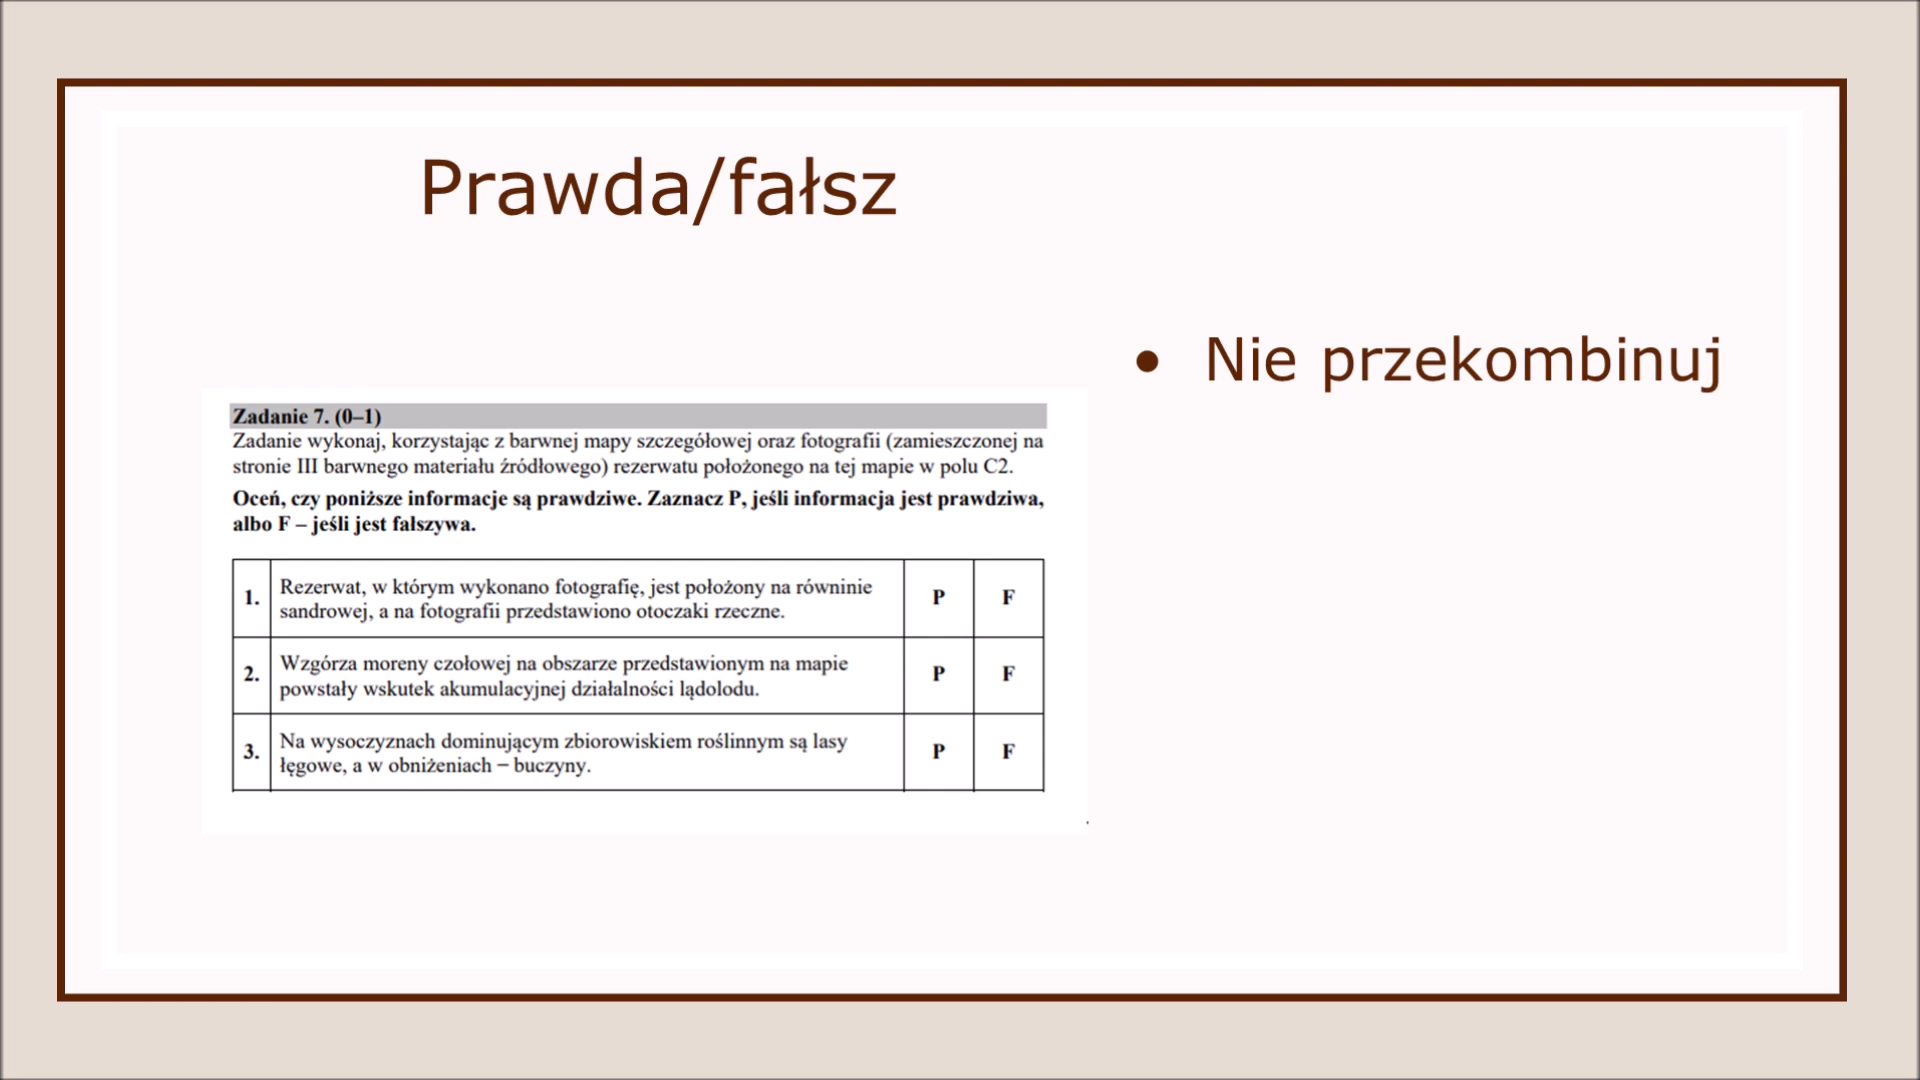 Prawda/fałsz
• Nie przekombinuj
Zadanie 7. (0–1)
Zadanie wykonaj, korzystając z barwnej mapy szczegółowej oraz fotografii (zamieszczonej na
stronie III barwnego materiału źródłowego) rezerwatu położonego na tej mapie w polu C2.
Oceń, czy poniższe informacje są prawdziwe. Zaznacz P, jeśli informacja jest prawdziwa,
albo F – jeśli jest fałszywa.
1. Rezerwat, w którym wykonano fotografię, jest położony na równinie P F
sandrowej, a na fotografii przedstawiono otoczaki rzeczne.
2. Wzgórza moreny czołowej na obszarze przedstawionym na mapie P F
powstały wskutek akumulacyjnej działalności lądolodu.
3. Na wysoczyznach dominującym zbiorowiskiem roślinnym są lasy P F
łęgowe, a w obniżeniach – buczyny.